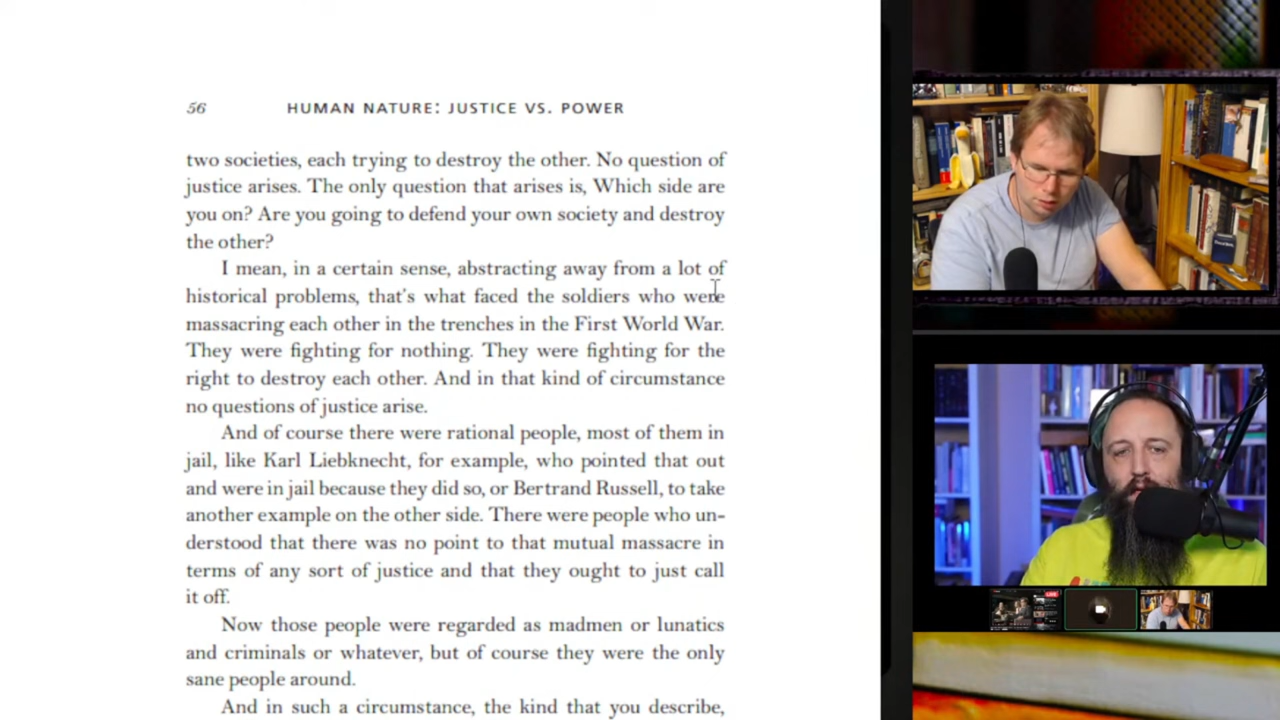 56 HUMAN NATURE: JUSTICE VS. POWER
two societies, each trying to destroy the other. No question of
justice arises. The only question that arises is, Which side are
you on? Are you going to defend your own society and destroy
the other?
I mean, in a certain sense, abstracting away from a lot of
historical problems, that's what faced the soldiers who were
massacring each other in the trenches in the First World War.
They were fighting for nothing. They were fighting for the
right to destroy each other. And in that kind of circumstance
no questions of justice arise.
And of course there were rational people, most of them in
jail, like Karl Liebknecht, for example, who pointed that out
and were in jail because they did so, or Bertrand Russell, to take
another example on the other side. There were people who un-
derstood that there was no point to that mutual massacre in
terms of any sort of justice and that they ought to just call
it off.
Now those people were regarded as madmen or lunatics
and criminals or whatever, but of course they were the only
sane people around.
And in such a circumstance, the kind that you describe,